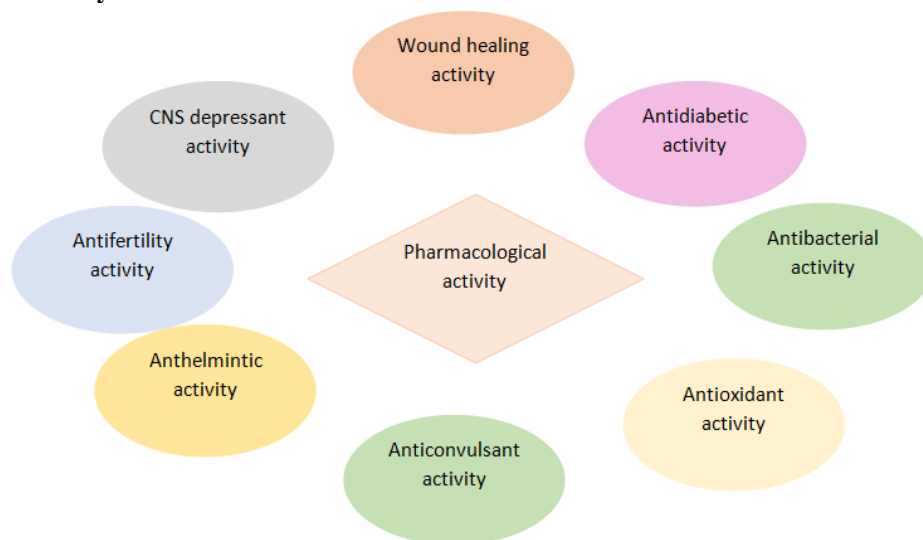 Wound healing
activity
CNS depressant
activity
Antidiabetic
activity
Antifertility
activity
Pharmacological
activity
Antibacterial
activity
Anthelmintic
activity
Antioxidant
activity
Anticonvulsant
activity